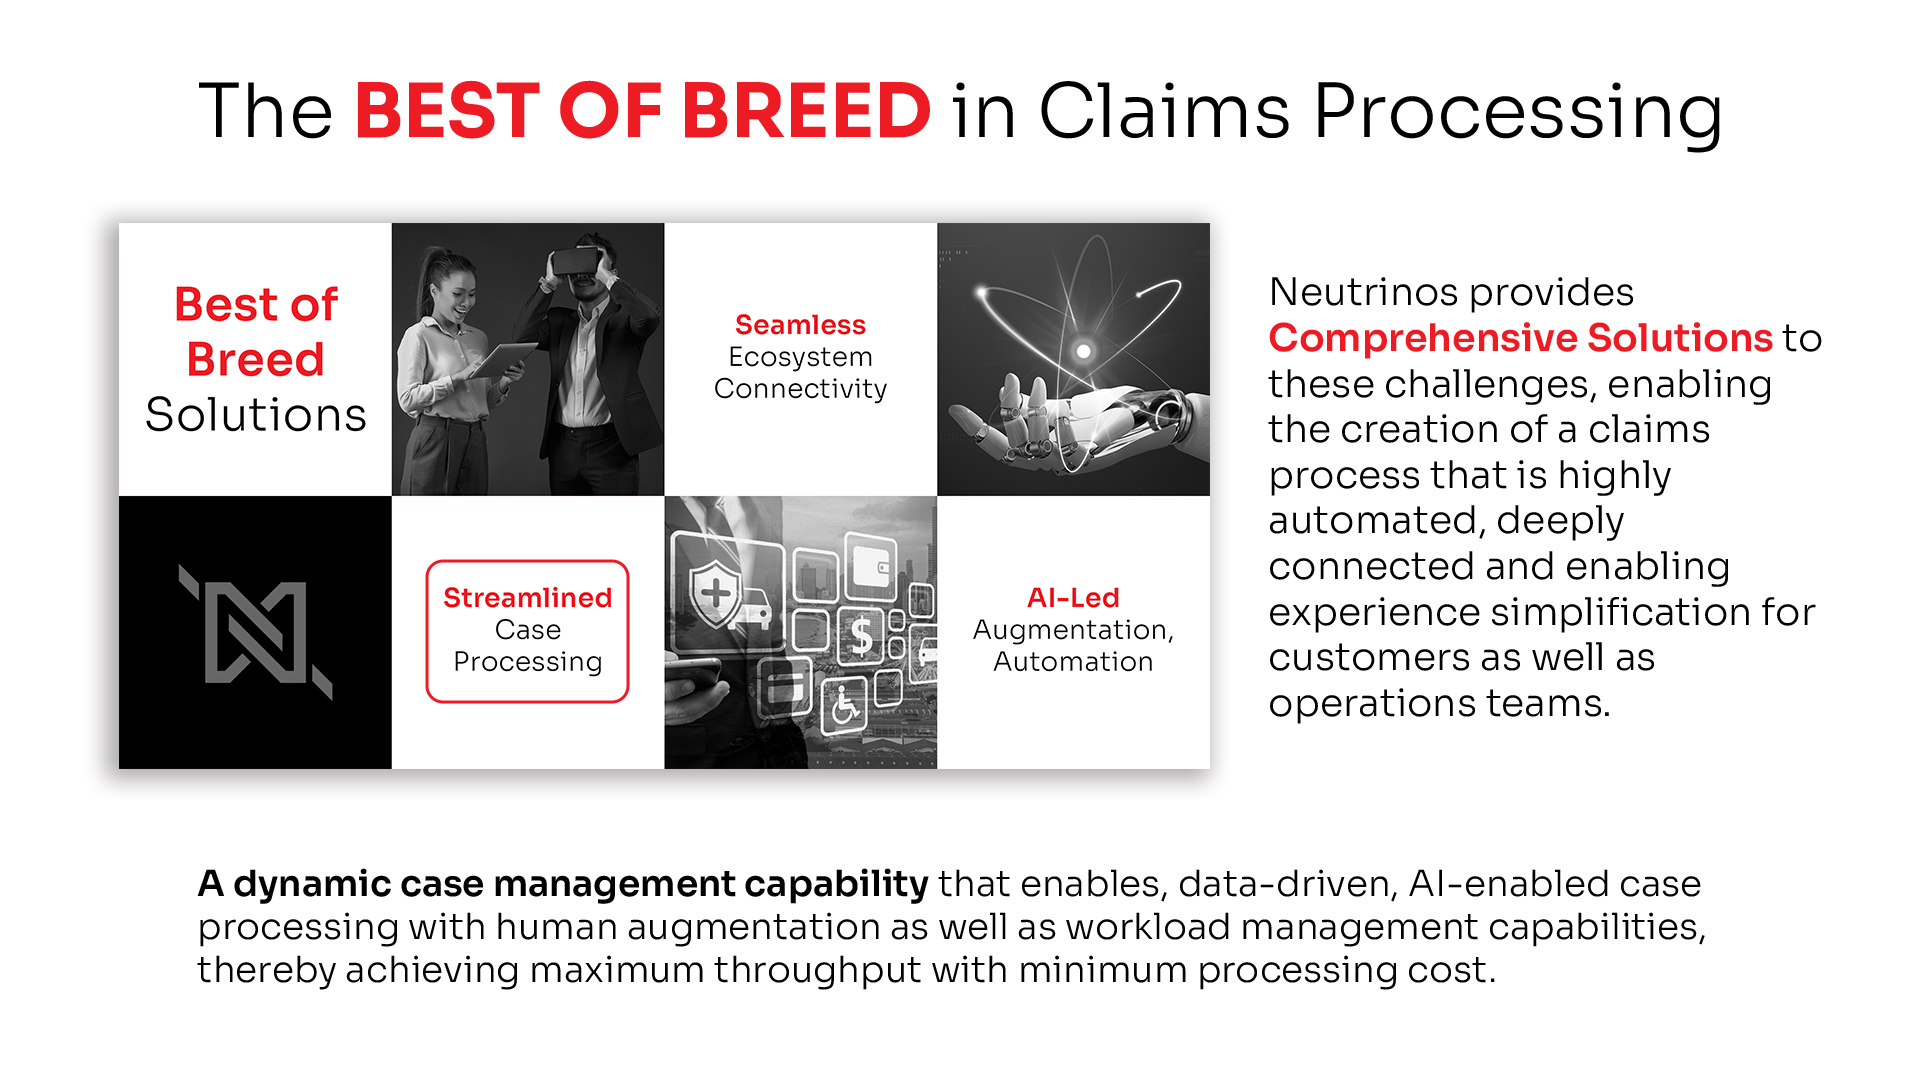 The BEST OF BREED in Claims Processing
Best of
Breed
Solutions
Seamless
Ecosystem
Connectivity
Streamlined
Case
Processing
$
AI-Led
Augmentation,
Automation
Neutrinos provides
Comprehensive Solutions to
these challenges, enabling
the creation of a claims
process that is highly
automated, deeply
connected and enabling
experience simplification for
customers as well as
operations teams.
A dynamic case management capability that enables, data-driven, AI-enabled case
processing with human augmentation as well as workload management capabilities,
thereby achieving maximum throughput with minimum processing cost.